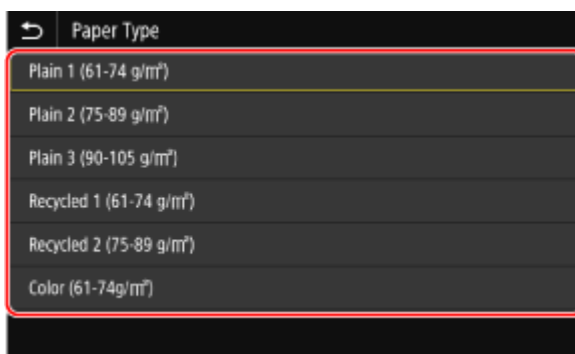 Paper Type
Plain 1 (61-74 g/m²)
Plain 2 (75-89 g/m²)
Plain 3 (90-105 g/m²)
Recycled 1 (61-74 g/m²)
Recycled 2 (75-89 g/m²)
Color (61-74g/m²)